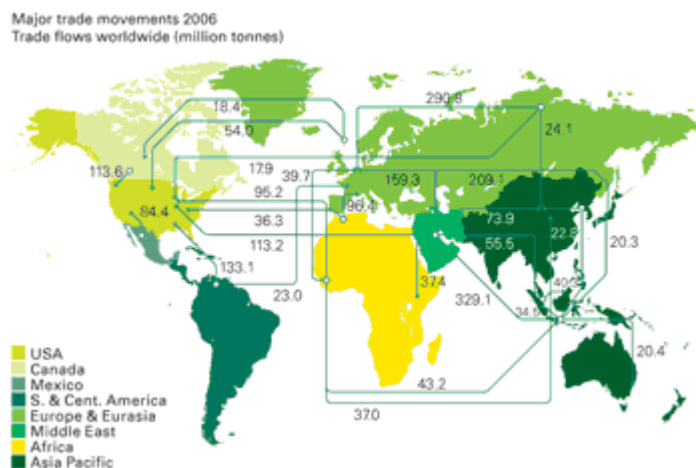 Major trade movements 2006
Trade flows worldwide (million tonnes)
18.4
290.8
54.0
24.1
17.9
113.6
39.7
159.3
209.1
95.2
96.4
84.4
36.3
73.9
22.8
113.2
55.5
20.3
133.1
37.4
23.0
329.1
20.4
43.2
37.0
USA
Canada
Mexico
S. & Cent. America
Europe & Eurasia
Middle East
Africa
Asia Pacific